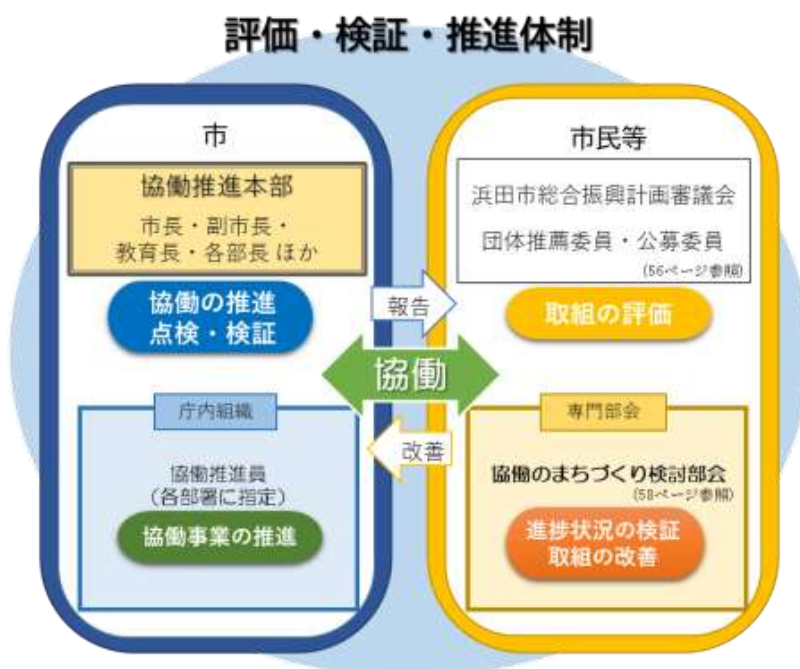 評価・検証・推進体制
市
協働推進本部
市長・副市長・
教育長・各部長 ほか
協働の推進
点検・検証
庁内組織
協働推進員
(各部署に指定)
協働事業の推進
報告
協働
改善
市民等
浜田市総合振興計画審議会
団体推薦委員・公募委員
(56ページ参照)
取組の評価
専門部会
協働のまちづくり検討部会
(58ページ参照)
進捗状況の検証
取組の改善